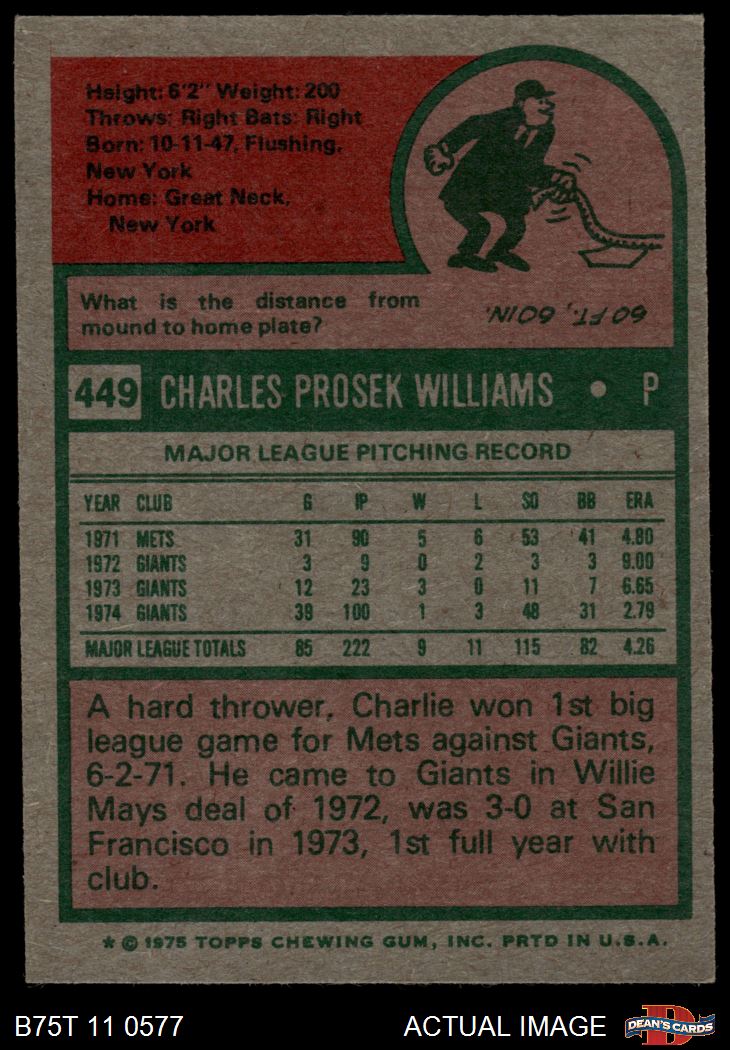 Height: 6'2" Weight: 200
Throws: Right Bats: Right
Born: 10-11-47, Flushing,
New York
Home: Great Neck,
New York
What is the distance from
mound to home plate?
60 FT., 60 IN.
449 CHARLES PROSEK WILLIAMS • P
MAJOR LEAGUE PITCHING RECORD
YEAR CLUB G IP W L SO BB ERA
1971 METS 31 90 5 6 53 41 4.80
1972 GIANTS 3 9 0 2 3 3 9.00
1973 GIANTS 12 23 3 0 11 7 6.65
1974 GIANTS 39 100 1 3 48 31 2.79
MAJOR LEAGUE TOTALS 85 222 9 11 115 82 4.26
A hard thrower, Charlie won 1st big
league game for Mets against Giants,
6-2-71. He came to Giants in Willie
Mays deal of 1972, was 3-0 at San
Francisco in 1973, 1st full year with
club.
* © 1975 TOPPS CHEWING GUM, INC. PRTD IN U.S.A.
B75T 11 0577 ACTUAL IMAGE DEAN'S CARDS